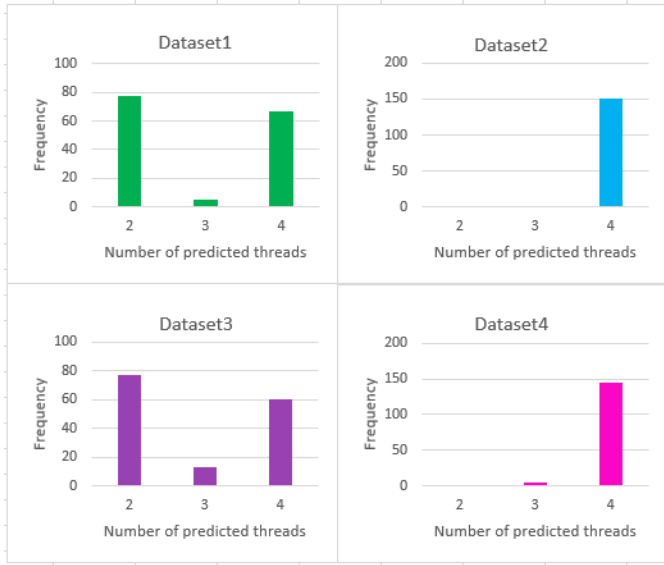 Dataset1
100
80
60
40
20
0
Frequency
2 3 4
Number of predicted threads
Dataset2
200
150
100
50
0
Frequency
2 3 4
Number of predicted threads
Dataset3
100
80
60
40
20
0
Frequency
2 3 4
Number of predicted threads
Dataset4
200
150
100
50
0
Frequency
2 3 4
Number of predicted threads